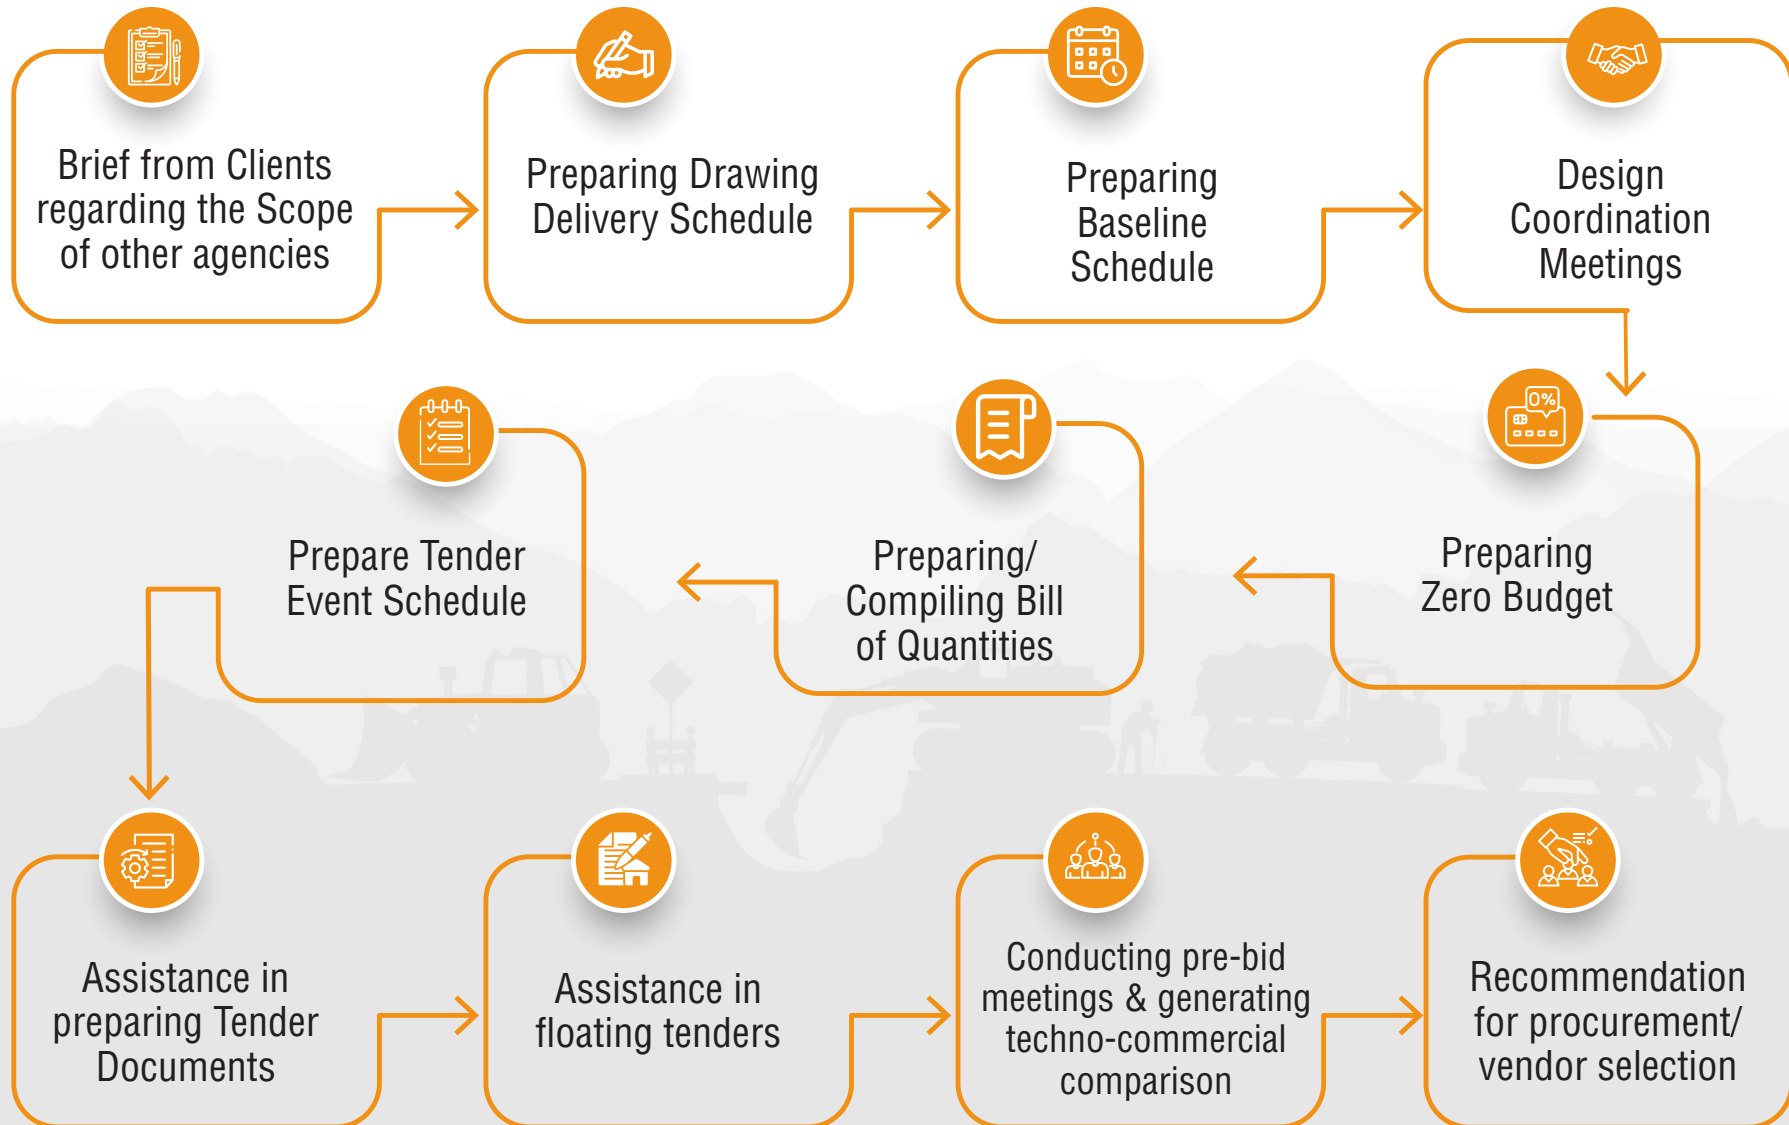 Brief from Clients
regarding the Scope
of other agencies
Preparing Drawing
Delivery Schedule
Preparing
Baseline
Schedule
Design
Coordination
Meetings
0%
Preparing
Zero Budget
Preparing/
Compiling Bill
of Quantities
Prepare Tender
Event Schedule
Assistance in
preparing Tender
Documents
Assistance in
floating tenders
Conducting pre-bid
meetings & generating
techno-commercial
comparison
Recommendation
for procurement/
vendor selection